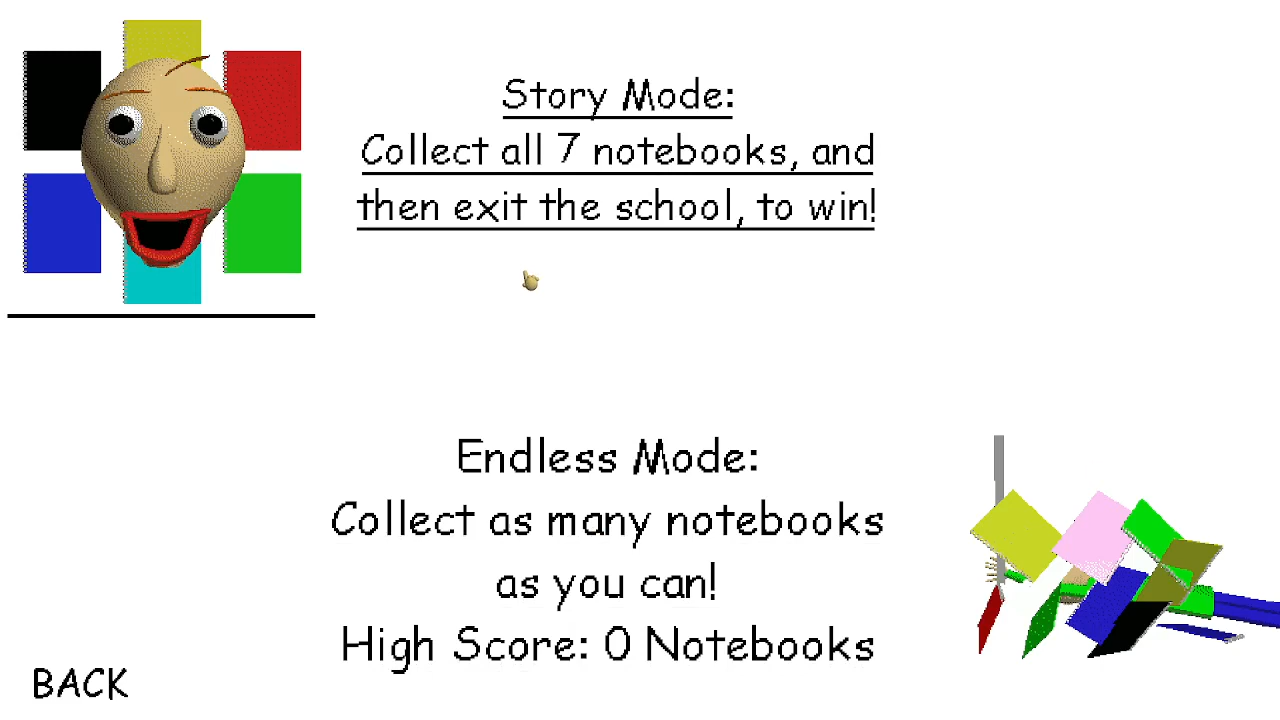 Story Mode:
Collect all 7 notebooks, and
then exit the school, to win!
Endless Mode:
Collect as many notebooks
as you can!
High Score: 0 Notebooks
BACK